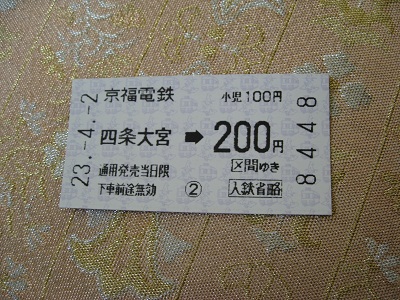 京福電鉄 小児100円
四条大宮 ➡ 200円
区間ゆき
通用発売当日限
下車前途無効 ② 入鉄省略
23.-4.-2
8448